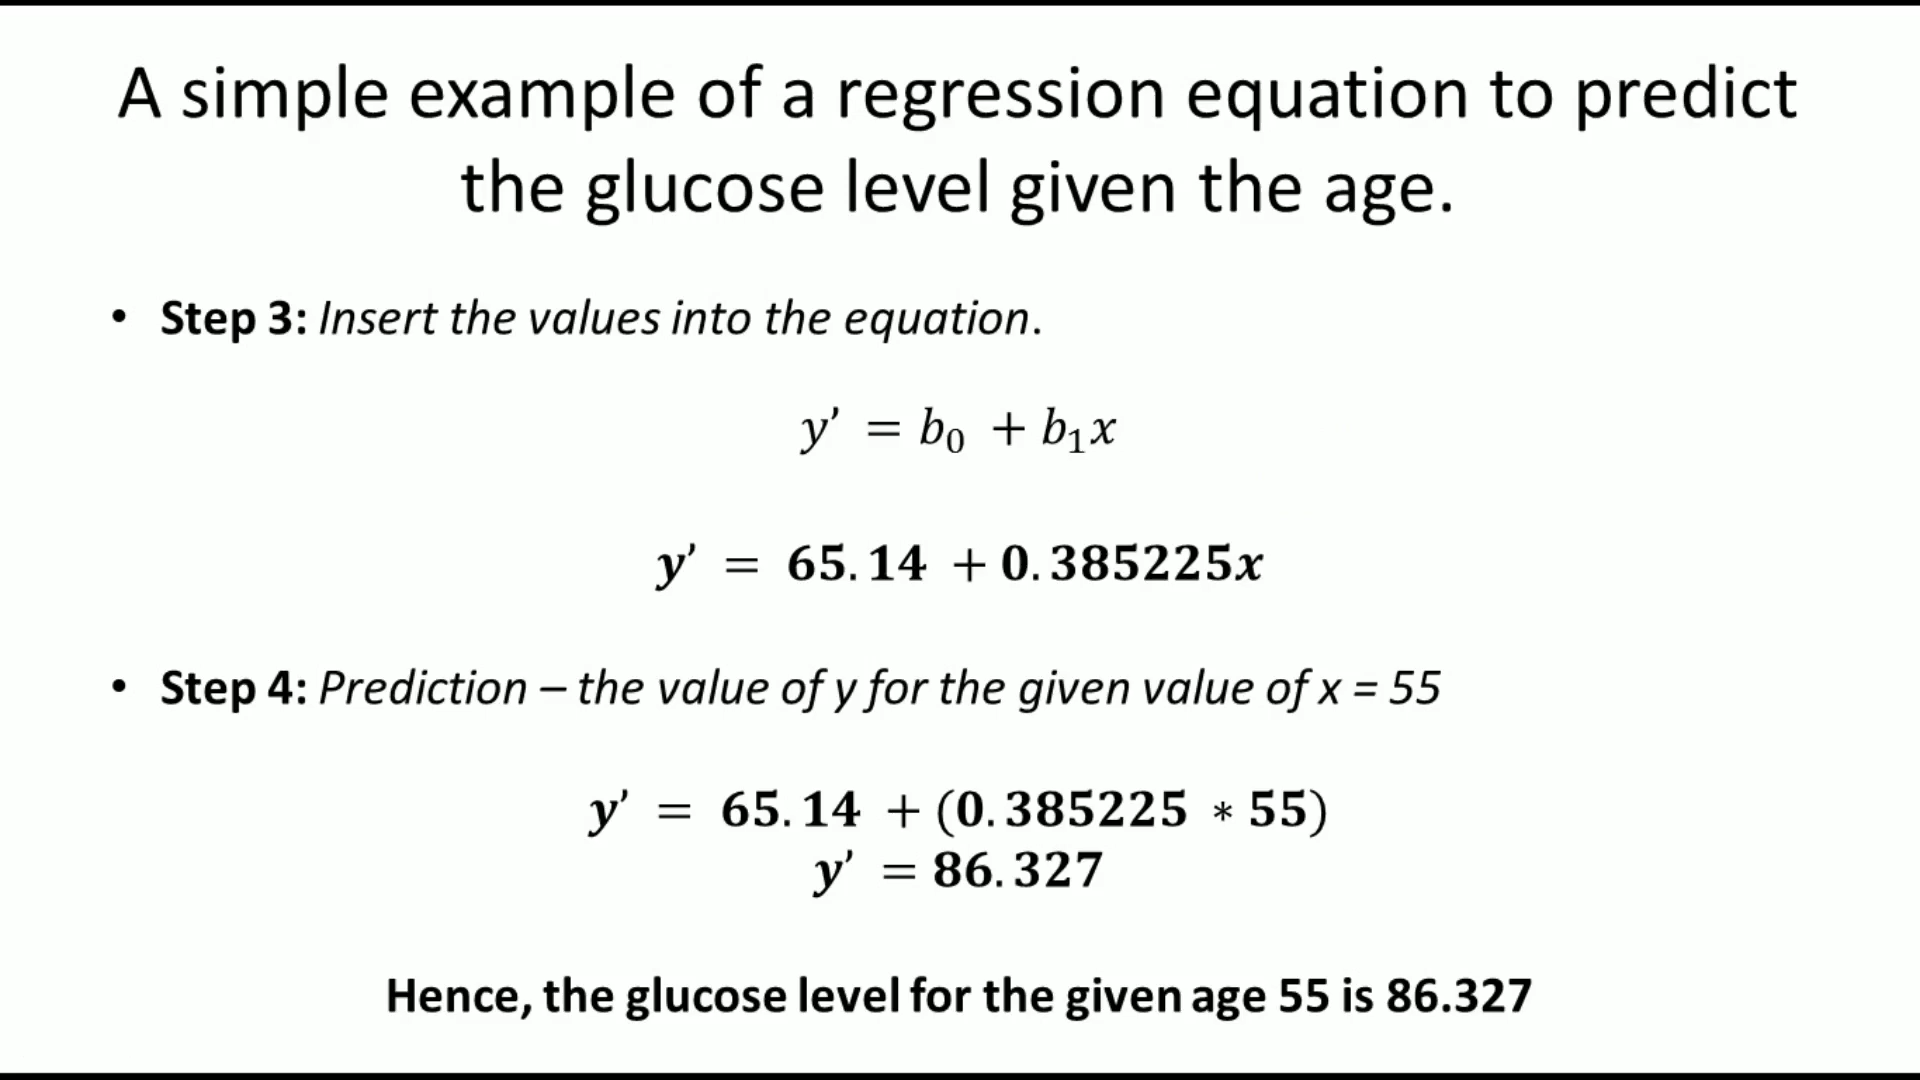 A simple example of a regression equation to predict
the glucose level given the age.
• Step 3: Insert the values into the equation.
y’ = b₀ + b₁x
y’ = 65.14 +0.385225x
• Step 4: Prediction – the value of y for the given value of x = 55
y’ = 65.14 +(0.385225 * 55)
y’ = 86.327
Hence, the glucose level for the given age 55 is 86.327